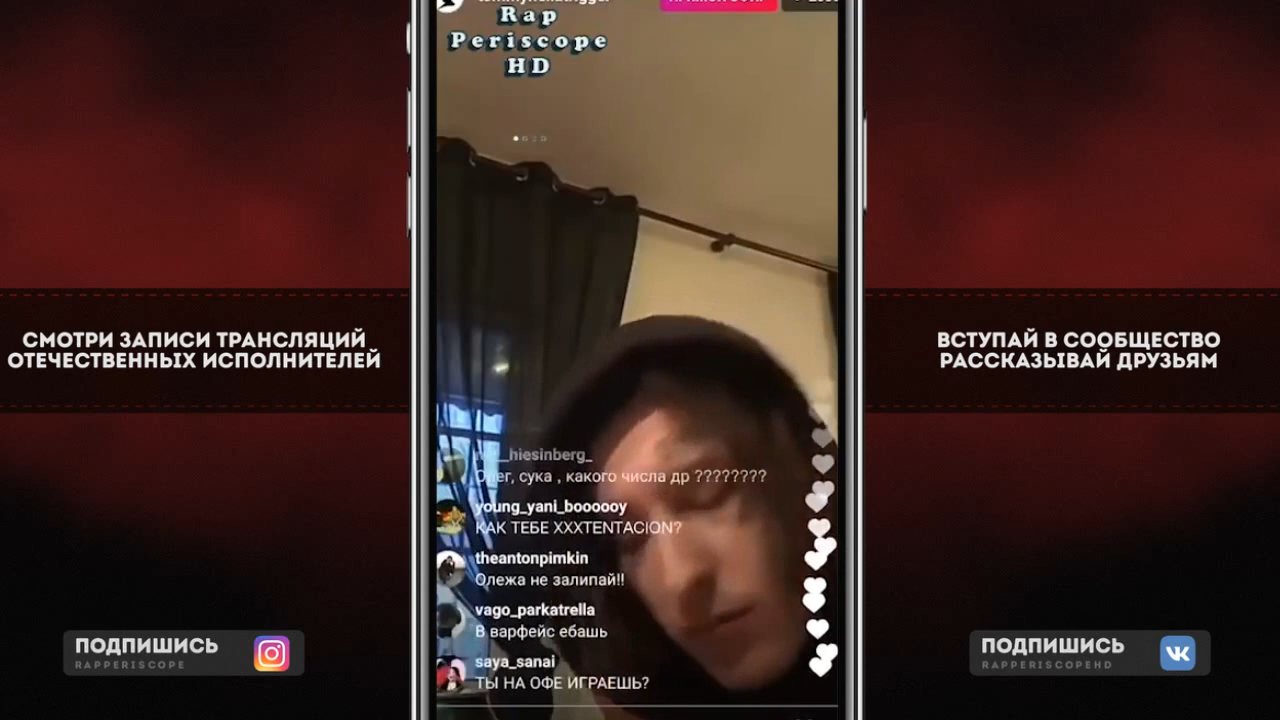 Rap
Periscope
HD
СМОТРИ ЗАПИСИ ТРАНСЛЯЦИЙ
ОТЕЧЕСТВЕННЫХ ИСПОЛНИТЕЛЕЙ
ВСТУПАЙ В СООБЩЕСТВО
РАССКАЗЫВАЙ ДРУЗЬЯМ
_hiesinberg_
Олег, сука , какого числа др ????????
young_yani_boooooy
КАК ТЕБЕ XXXTENTACION?
theantonpimkin
Олежа не залипай!!
vago_parkatrella
В варфейс ебашь
saya_sanai
ТЫ НА ОФЕ ИГРАЕШЬ?
ПОДПИШИСЬ
RAPPERISCOPE
ПОДПИШИСЬ
RAPPERISCOPEHD